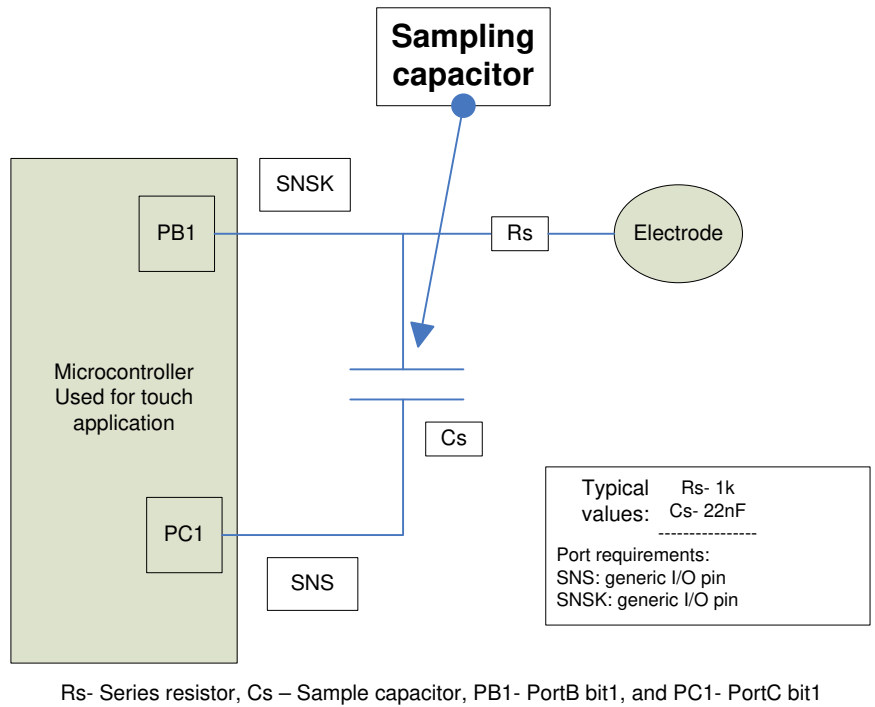 Sampling
capacitor
SNSK
PB1
Rs
Electrode
Microcontroller
Used for touch
application
Cs
PC1
SNS
Typical
values:
Rs- 1k
Cs- 22nF
----------------
Port requirements:
SNS: generic I/O pin
SNSK: generic I/O pin
Rs- Series resistor, Cs – Sample capacitor, PB1- PortB bit1, and PC1- PortC bit1